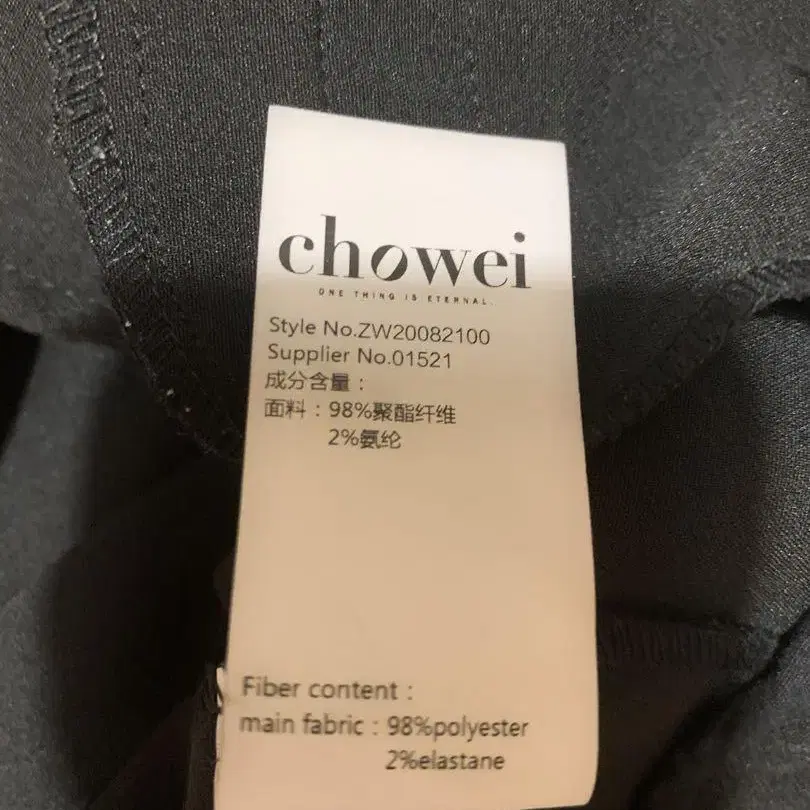 chowei
ONE THING IS ETERNAL.
Style No.ZW20082100
Supplier No.01521
成分含量：
面料：98%聚酯纤维
2%氨纶
Fiber content：
main fabric：98%polyester
2%elastane